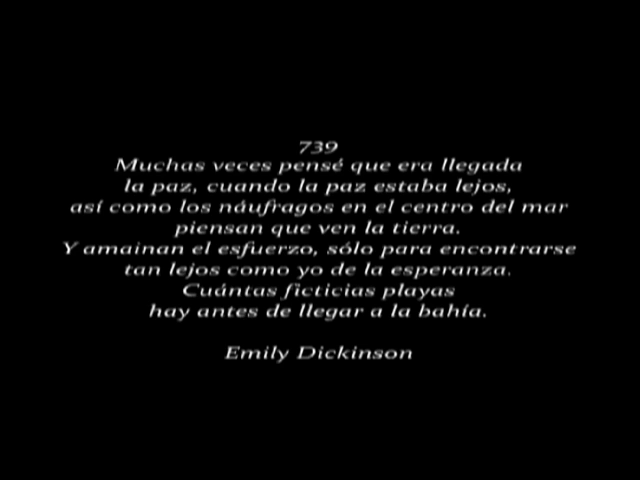 739
Muchas veces pensé que era llegada
la paz, cuando la paz estaba lejos,
así como los náufragos en el centro del mar
piensan que ven la tierra.
Y amainan el esfuerzo, sólo para encontrarse
tan lejos como yo de la esperanza.
Cuántas ficticias playas
hay antes de llegar a la bahía.
Emily Dickinson